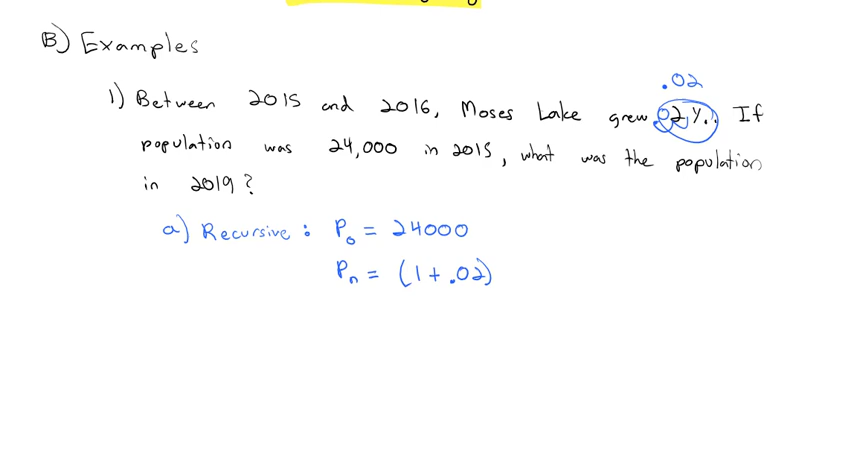 B) Examples
.02
1) Between 2015 and 2016, Moses Lake grew 02%. If
population was 24,000 in 2015, what was the population
in 2019?
a) Recursive: P₀ = 24000
Pₙ = (1 + .02)